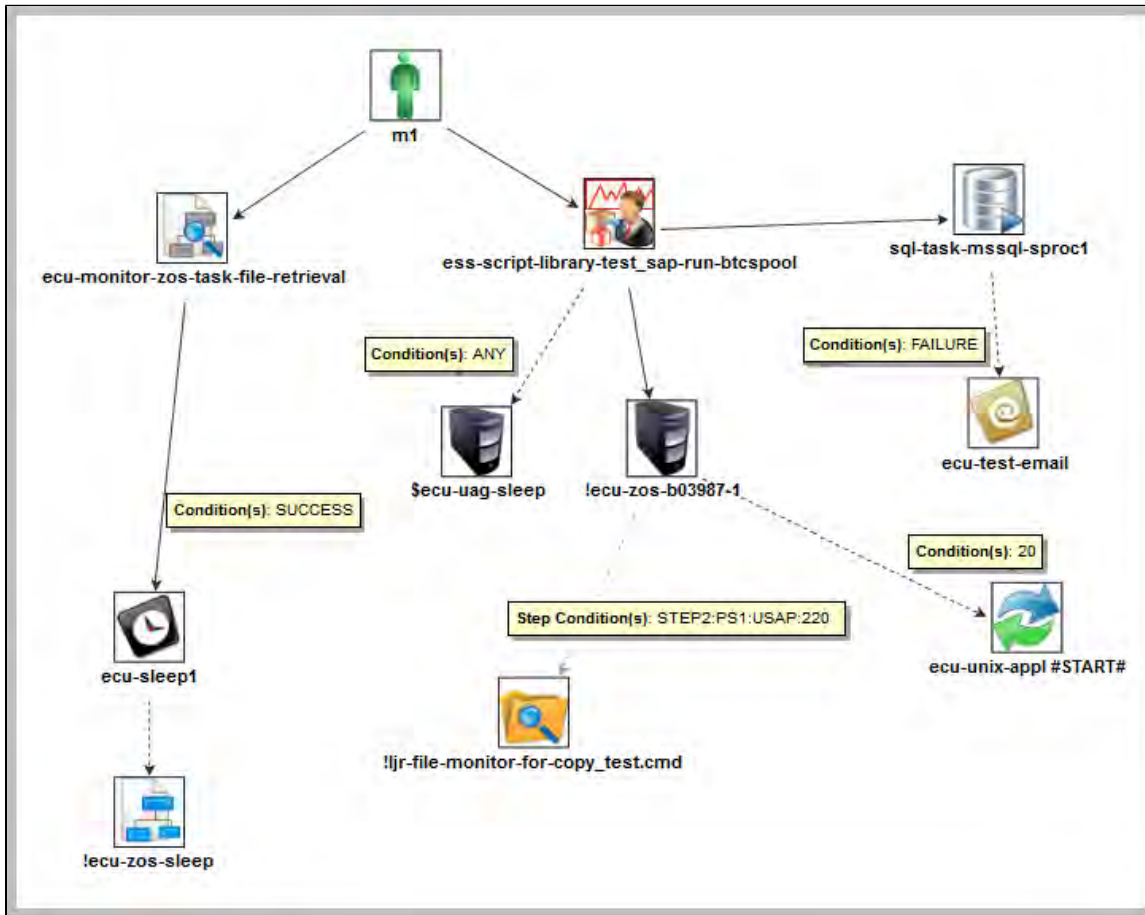 m1
ecu-monitor-zos-task-file-retrieval
ess-script-library-test_sap-run-btcspool
sql-task-mssql-sproc1
Condition(s): ANY
Condition(s): FAILURE
$ecu-uag-sleep
!ecu-zos-b03987-1
ecu-test-email
Condition(s): SUCCESS
Condition(s): 20
Step Condition(s): STEP2:PS1:USAP:220
ecu-sleep1
ecu-unix-appl #START#
!ljr-file-monitor-for-copy_test.cmd
!ecu-zos-sleep